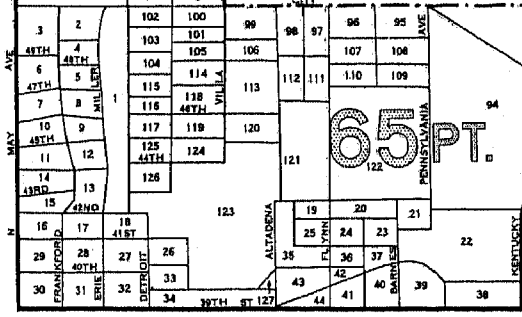 102 100 99 98 97 96 95
3 2 103 101 106 107 108
49TH 4 105
48TH
6 5 104 114 113 112 111 110 109 94
47TH
7 8 1 115 118
116 46TH
10 9 117 119 120
45TH
11 12 125 124 121 122
44TH
14 126
43RD
15 13 123
42ND
16 17 18 19 20 21
41ST
29 28 27 26 35 25 24 23 22
40TH
33 36 37
30 31 32 34 39TH ST 127 43 42 41 40 39 38
44
N MAY AVE
MILLER
VILLA
PENNSYLVANIA AVE
65 PT.
FRANKFORD
ERIE
DETROIT
ALTADENA
FLYNN
BARNES
KENTUCKY